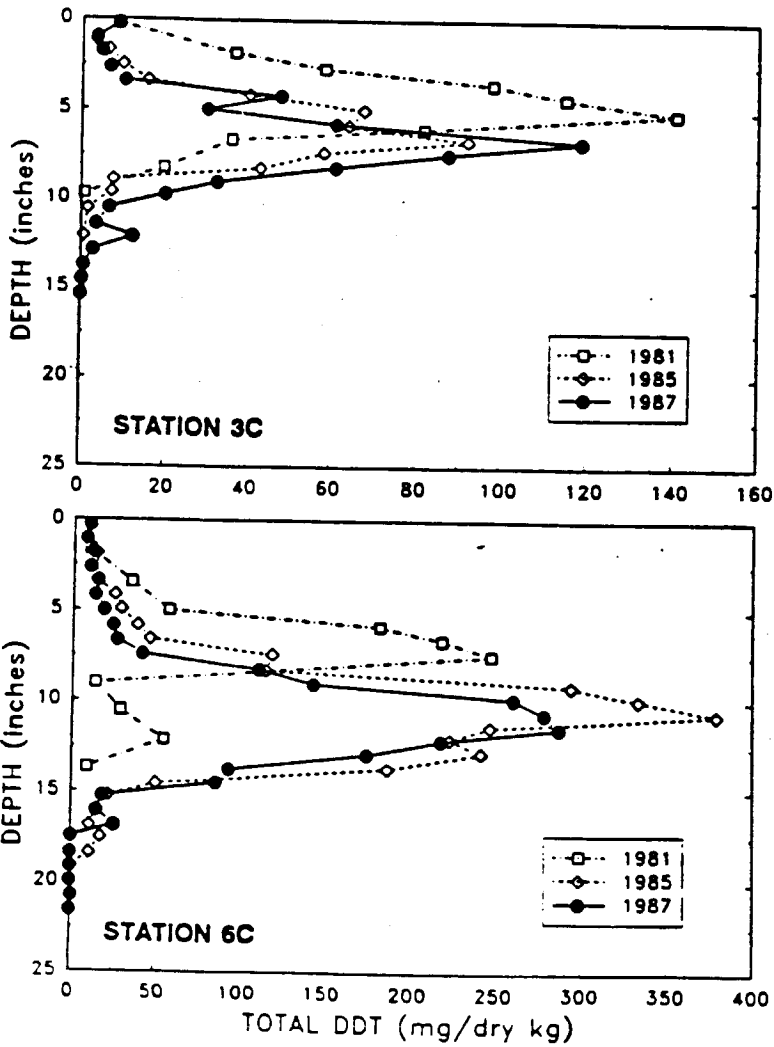 0
5
10
15
20
25
DEPTH (inches)
1981
1985
1987
STATION 3C
0 20 40 60 80 100 120 140 160
0
5
10
15
20
25
DEPTH (inches)
1981
1985
1987
STATION 6C
0 50 100 150 200 250 300 350 400
TOTAL DDT (mg/dry kg)